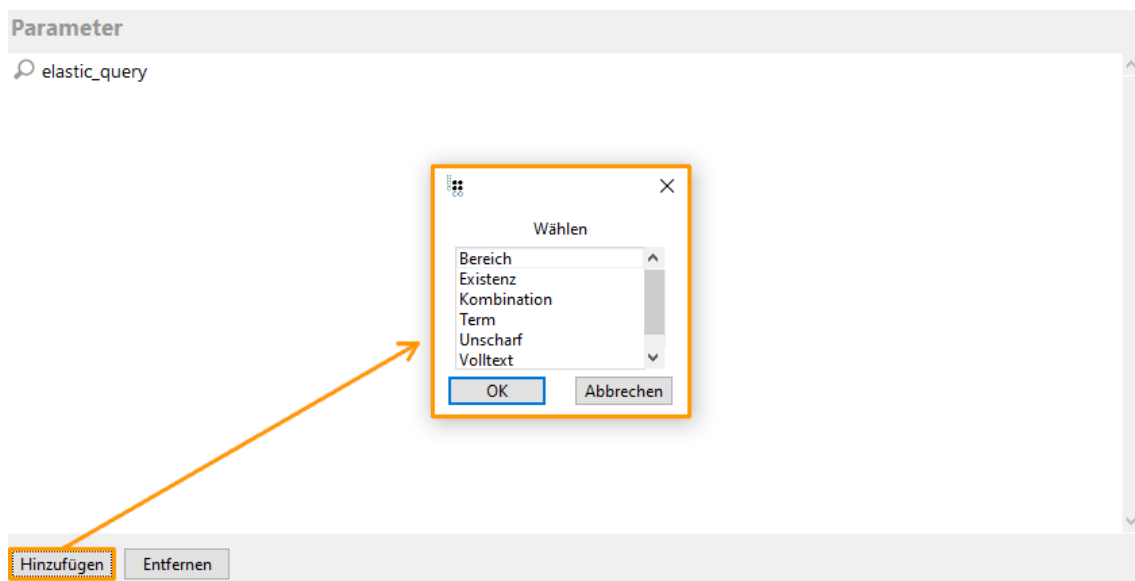 Parameter
elastic_query
Wählen
Bereich
Existenz
Kombination
Term
Unscharf
Volltext
OK
Abbrechen
Hinzufügen
Entfernen